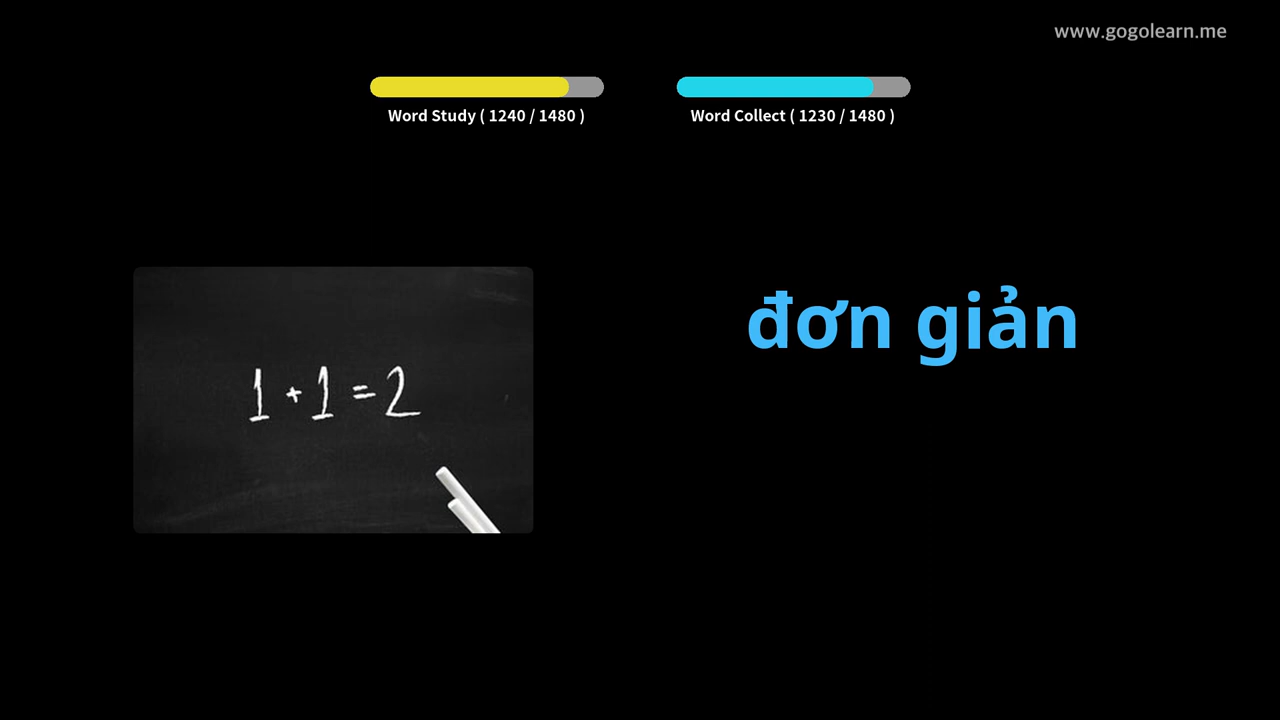 www.gogolearn.me
Word Study ( 1240 / 1480 )
Word Collect ( 1230 / 1480 )
đơn giản
1 + 1 = 2